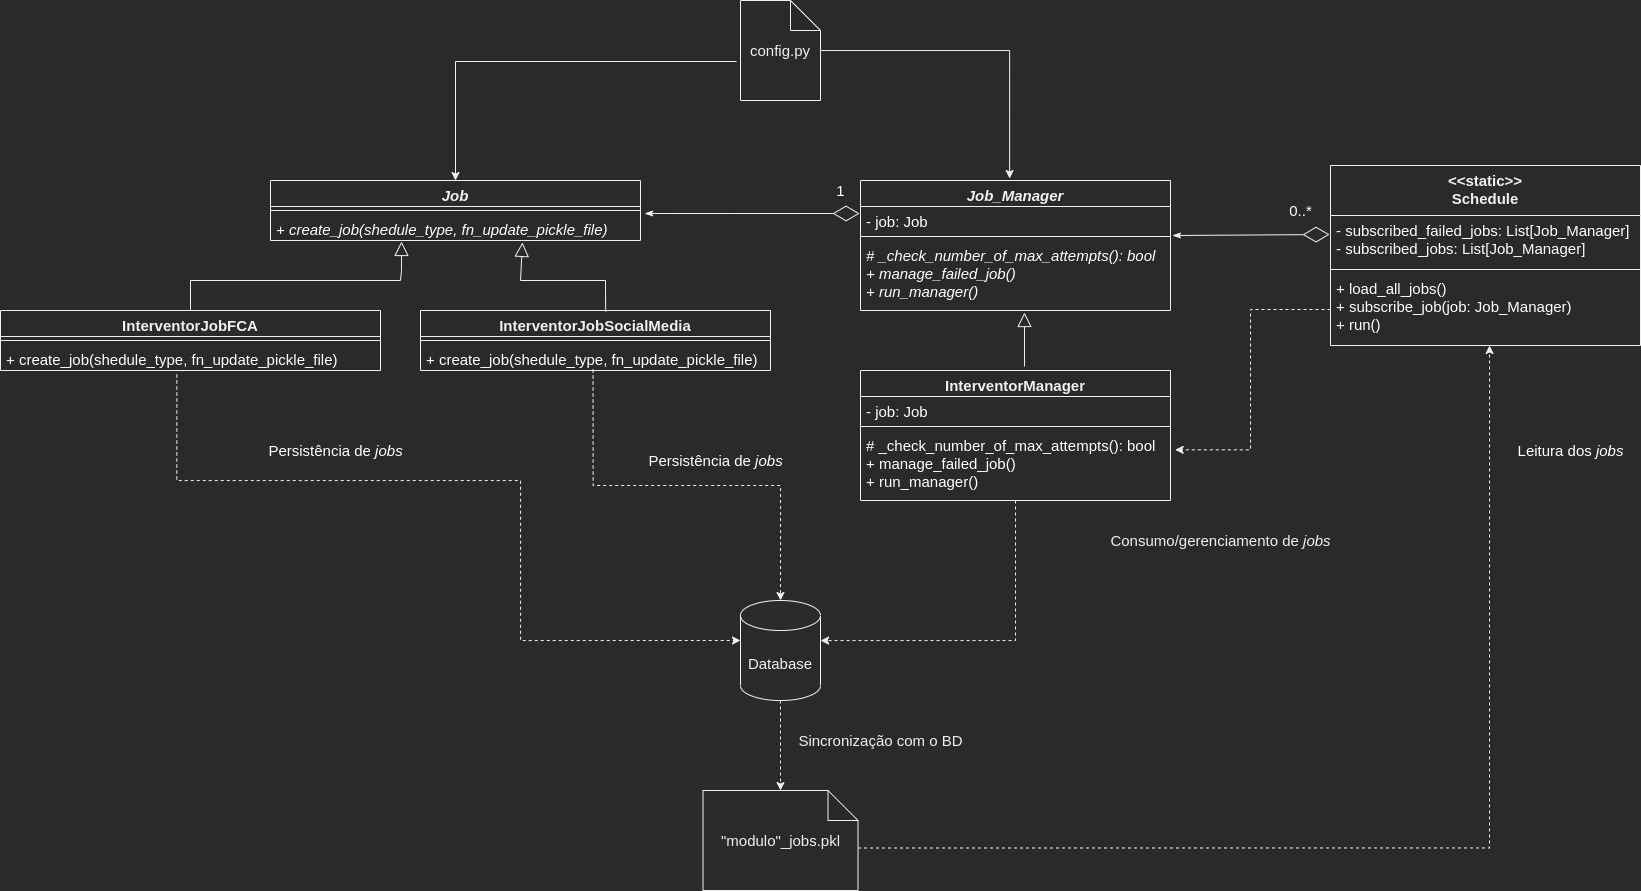 config.py
Job
+ create_job(shedule_type, fn_update_pickle_file)
1
Job_Manager
- job: Job
# _check_number_of_max_attempts(): bool
+ manage_failed_job()
+ run_manager()
0..*
<<static>>
Schedule
- subscribed_failed_jobs: List[Job_Manager]
- subscribed_jobs: List[Job_Manager]
+ load_all_jobs()
+ subscribe_job(job: Job_Manager)
+ run()
InterventorJobFCA
+ create_job(shedule_type, fn_update_pickle_file)
InterventorJobSocialMedia
+ create_job(shedule_type, fn_update_pickle_file)
InterventorManager
- job: Job
# _check_number_of_max_attempts(): bool
+ manage_failed_job()
+ run_manager()
Persistência de jobs
Persistência de jobs
Leitura dos jobs
Consumo/gerenciamento de jobs
Database
Sincronização com o BD
"modulo"_jobs.pkl